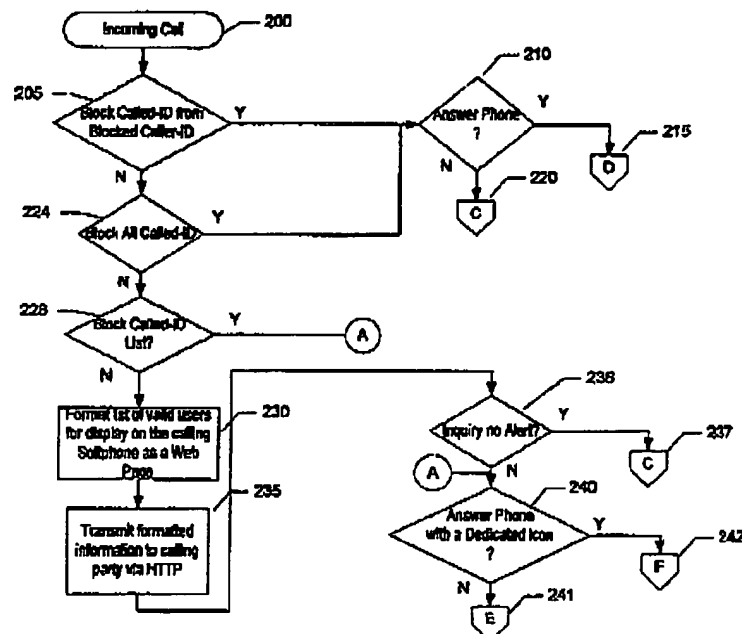 Incoming Call
200
205
Block Called-ID from
Blocked Caller-ID
Y
N
210
Answer Phone
?
Y
N
D
215
C
220
224
Block All Called-ID
Y
N
228
Block Called-ID
List?
Y
N
A
230
Format list of valid users
for display on the calling
Softphone as a Web
Page
235
Transmit formatted
information to calling
party via HTTP
236
Inquiry no Alert?
Y
N
C
237
A
240
Answer Phone
with a Dedicated Icon
?
Y
N
F
242
E
241